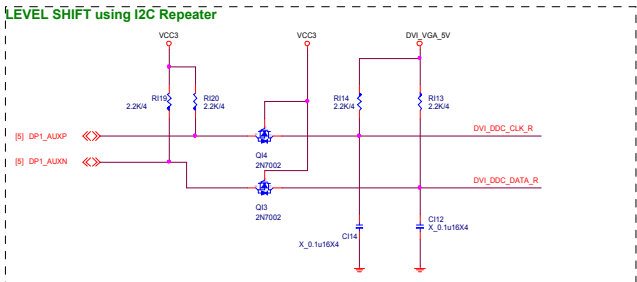 LEVEL SHIFT using I2C Repeater
VCC3
VCC3
DVI_VGA_5V
RI19
2.2K/4
RI20
2.2K/4
RI14
2.2K/4
RI13
2.2K/4
[5] DP1_AUXP
DVI_DDC_CLK_R
QI4
2N7002
[5] DP1_AUXN
DVI_DDC_DATA_R
QI3
2N7002
CI14
X_0.1u16X4
CI12
X_0.1u16X4